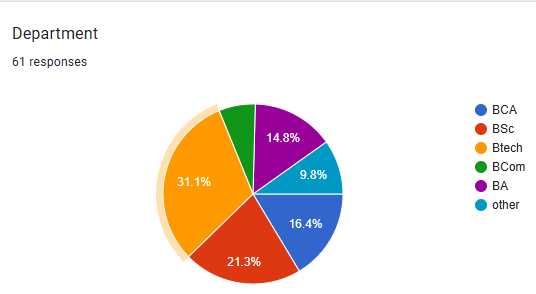 Department
61 responses
14.8%
31.1%
9.8%
16.4%
21.3%
BCA
BSc
Btech
BCom
BA
other